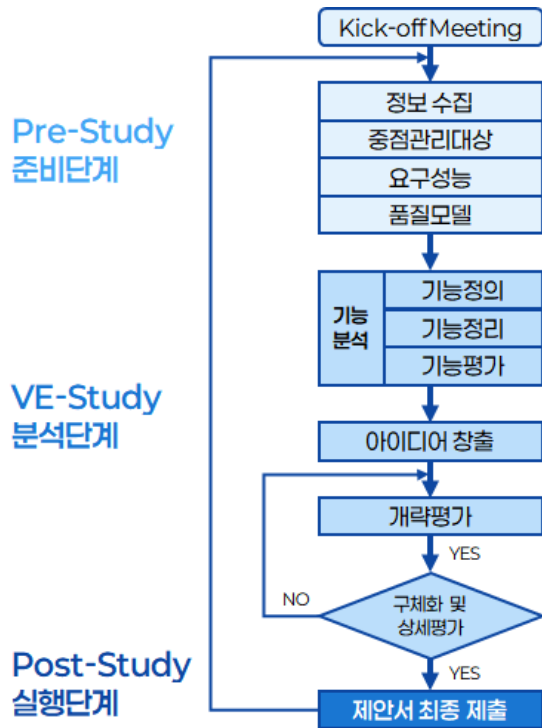 Kick-off Meeting
정보 수집
중점관리대상
요구성능
품질모델
Pre-Study
준비단계
기능
분석
기능정의
기능정리
기능평가
VE-Study
분석단계
아이디어 창출
개략평가
YES
NO
구체화 및
상세평가
YES
Post-Study
실행단계
제안서 최종 제출